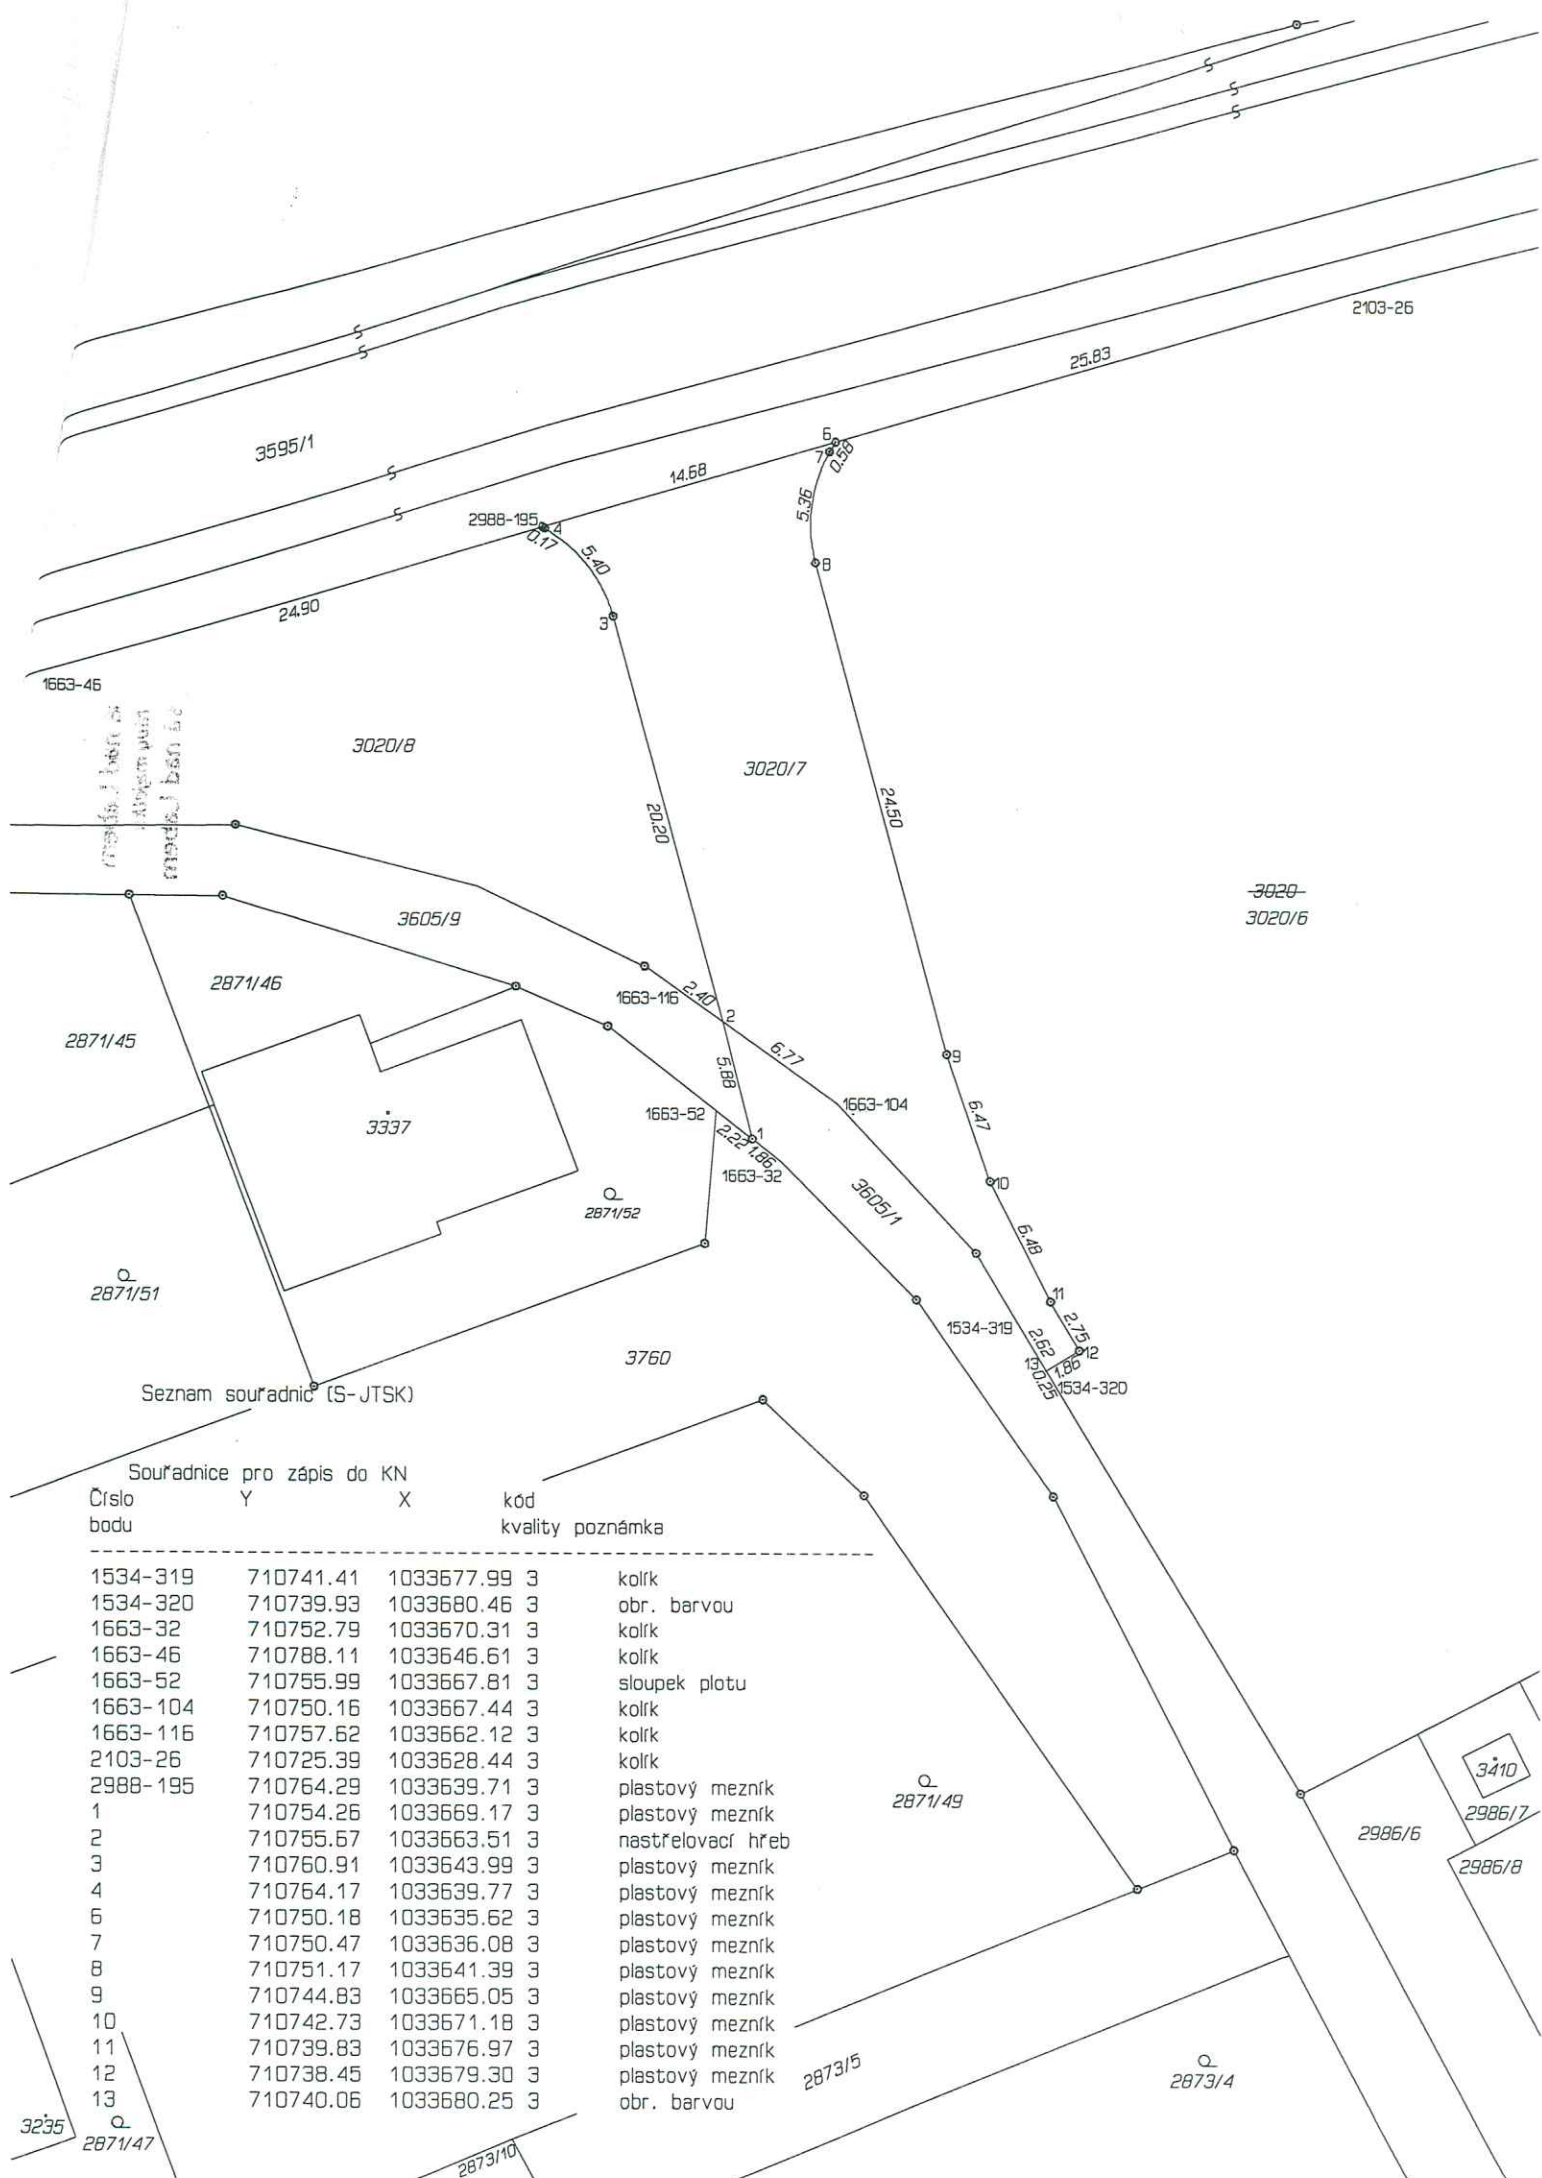 2103-26
25.83
3595/1
6
7
0.58
14.68
5.36
2988-195
4
0.17
5.40
8
24.90
3
1663-46
3020/8
3020/7
20.20
24.50
3020
3020/6
3605/9
2871/46
1663-116
2.40
2
2871/45
6.77
9
5.88
1663-104
1663-52
6.47
3337
1
2.22
1.86
1663-32
10
3605/1
2871/52
6.48
2871/51
11
1534-319
2.62
2.75
12
3760
13
1.86
0.25
1534-320
Seznam souřadnic (S-JTSK)
Souřadnice pro zápis do KN
Číslo Y X kód
bodu kvality poznámka
1534-319 710741.41 1033677.99 3 kolík
1534-320 710739.93 1033680.46 3 obr. barvou
1663-32 710752.79 1033670.31 3 kolík
1663-46 710788.11 1033646.61 3 kolík
1663-52 710755.99 1033667.81 3 sloupek plotu
1663-104 710750.16 1033667.44 3 kolík
1663-116 710757.62 1033662.12 3 kolík
2103-26 710725.39 1033628.44 3 kolík
2988-195 710764.29 1033639.71 3 plastový mezník
1 710754.26 1033669.17 3 plastový mezník
2 710755.67 1033663.51 3 nastřelovací hřeb
3 710760.91 1033643.99 3 plastový mezník
4 710764.17 1033639.77 3 plastový mezník
6 710750.18 1033635.62 3 plastový mezník
7 710750.47 1033636.08 3 plastový mezník
8 710751.17 1033641.39 3 plastový mezník
9 710744.83 1033665.05 3 plastový mezník
10 710742.73 1033671.18 3 plastový mezník
11 710739.83 1033676.97 3 plastový mezník
12 710738.45 1033679.30 3 plastový mezník
13 710740.06 1033680.25 3 obr. barvou
2871/49
3410
2986/7
2986/6
2986/8
2873/5
2873/4
3235
2871/47
2873/10